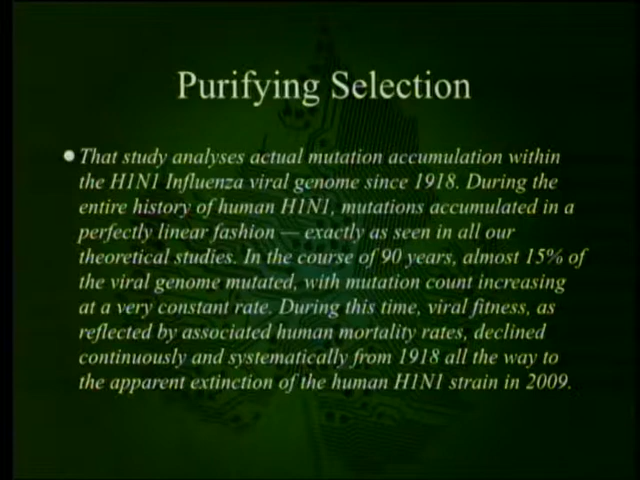 Purifying Selection
That study analyses actual mutation accumulation within
the H1N1 Influenza viral genome since 1918. During the
entire history of human H1N1, mutations accumulated in a
perfectly linear fashion — exactly as seen in all our
theoretical studies. In the course of 90 years, almost 15% of
the viral genome mutated, with mutation count increasing
at a very constant rate. During this time, viral fitness, as
reflected by associated human mortality rates, declined
continuously and systematically from 1918 all the way to
the apparent extinction of the human H1N1 strain in 2009.